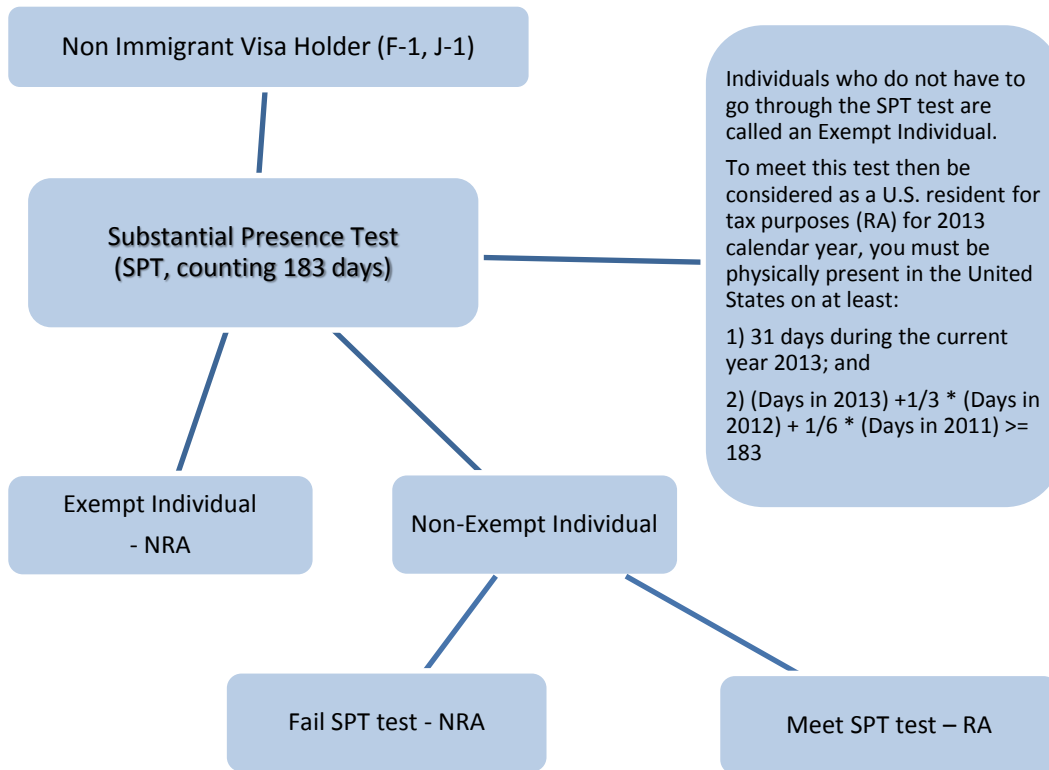 Non Immigrant Visa Holder (F-1, J-1)
Individuals who do not have to
go through the SPT test are
called an Exempt Individual.
To meet this test then be
considered as a U.S. resident for
tax purposes (RA) for 2013
calendar year, you must be
physically present in the United
States on at least:
1) 31 days during the current
year 2013; and
2) (Days in 2013) +1/3 * (Days in
2012) + 1/6 * (Days in 2011) >=
183
Substantial Presence Test
(SPT, counting 183 days)
Exempt Individual
- NRA
Non-Exempt Individual
Fail SPT test - NRA
Meet SPT test – RA